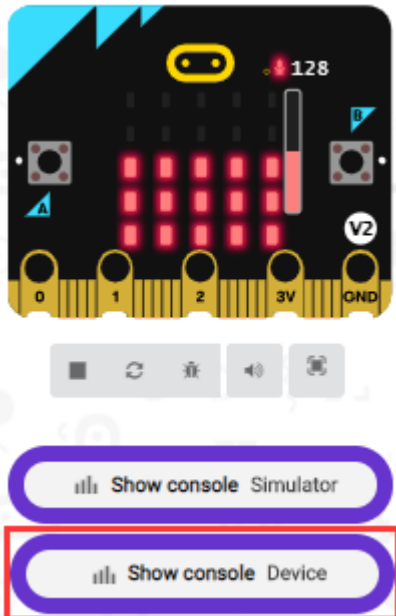 128
B
A
V2
0 1 2 3V GND
Show console Simulator
Show console Device